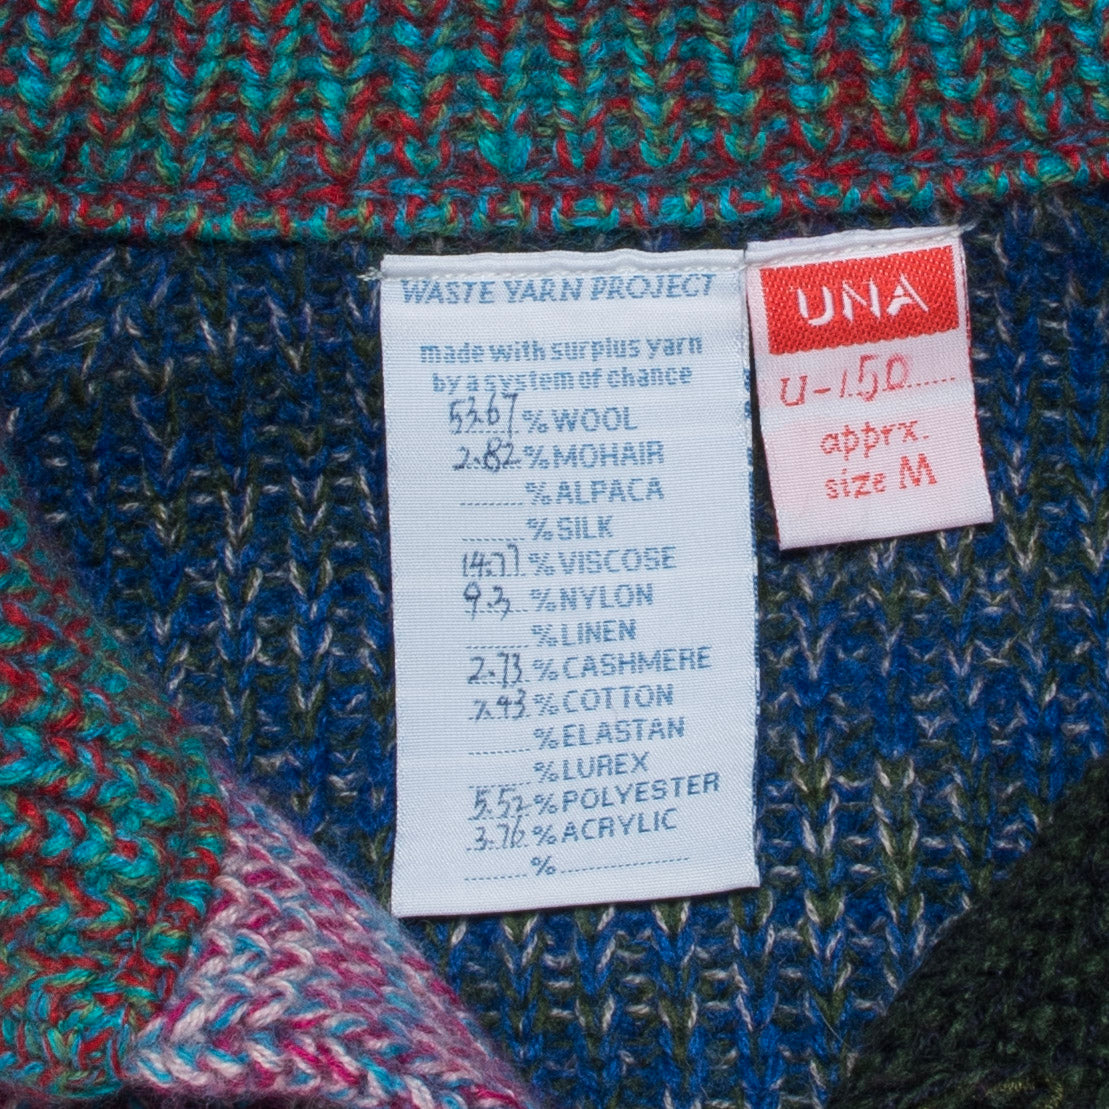 WASTE YARN PROJECT
made with surplus yarn
by a system of chance
53.67 % WOOL
2.82 % MOHAIR
% ALPACA
% SILK
14.77 % VISCOSE
9.3 % NYLON
% LINEN
2.73 % CASHMERE
7.43 % COTTON
% ELASTAN
% LUREX
5.52 % POLYESTER
3.76 % ACRYLIC
%
UNA
U-150
apprx.
size M